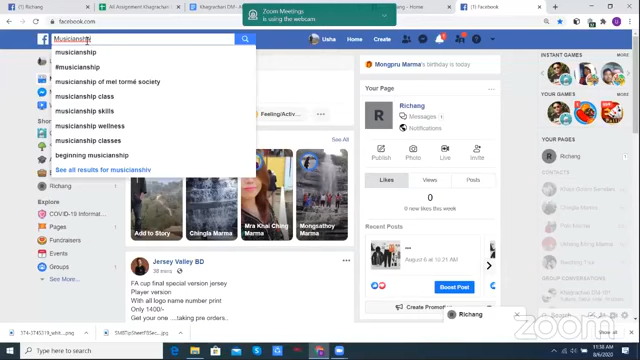 Richang
All Assignment Khagrachari
Khagrachari DM
Richang
Facebook
Zoom Meetings
is using the webcam
facebook.com
Musicianshiv
Usha
Home
Create
musicianship
#musicianship
musicianship of mel tormé society
musicianship class
musicianship skills
musicianship wellness
musicianship classes
beginning musicianship
See all results for musicianshiv
Richang
Explore
COVID-19 Informat...
Pages
Fundraisers
Events
Groups
See More...
Feeling/Activ...
See All
Add to Story
Chingla Marma
Mra Khai Ching Marma
Mongsathoy Marma
Jersey Valley BD
38 mins
FA cup final special version jersey
Player version
With all logo name number print
Only 1400/-
Get your one .....taking pre orders..
Mongpru Marma's birthday is today
Your Page
Richang
Messages 1
Notifications
Publish
Photo
Live
Invite
Likes
Views
Posts
0
0 new likes this week
Recent Posts
...
August 6 at 10:21 AM
Boost Post
Create Promotion
INSTANT GAMES
MORE
YOUR PAGES
Richang
CONTACTS
GROUP CONVERSATIONS
Richang
zoom
Show all
Type here to search
11:38 AM
8/6/2020